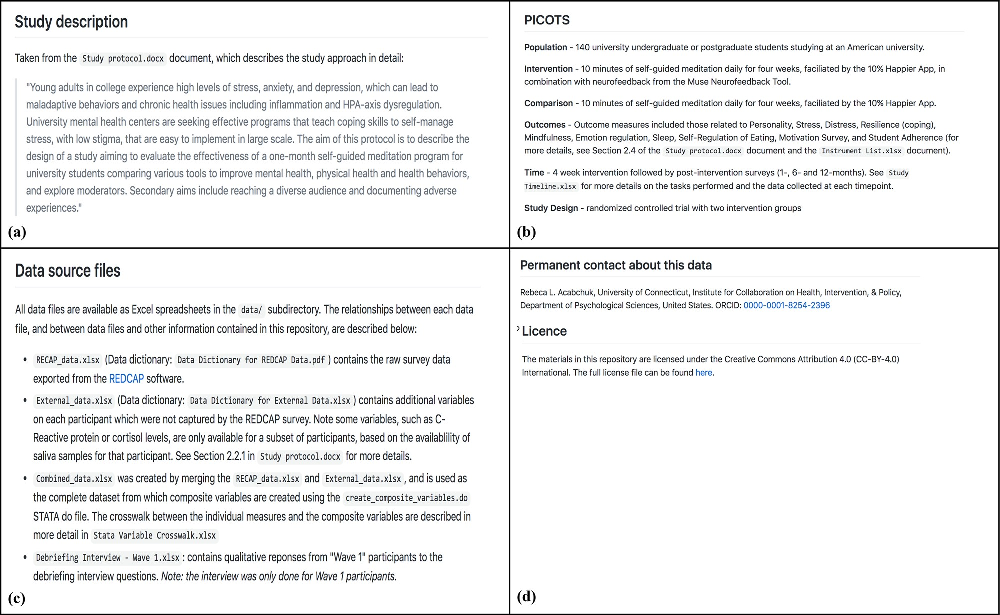 Study description
Taken from the Study protocol.docx document, which describes the study approach in detail:
"Young adults in college experience high levels of stress, anxiety, and depression, which can lead to
maladaptive behaviors and chronic health issues including inflammation and HPA-axis dysregulation.
University mental health centers are seeking effective programs that teach coping skills to self-manage
stress, with low stigma, that are easy to implement in large scale. The aim of this protocol is to describe the
design of a study aiming to evaluate the effectiveness of a one-month self-guided meditation program for
university students comparing various tools to improve mental health, physical health and health behaviors,
and explore moderators. Secondary aims include reaching a diverse audience and documenting adverse
experiences."
(a)
PICOTS
Population - 140 university undergraduate or postgraduate students studying at an American university.
Intervention - 10 minutes of self-guided meditation daily for four weeks, faciliated by the 10% Happier App, in
combination with neurofeedback from the Muse Neurofeedback Tool.
Comparison - 10 minutes of self-guided meditation daily for four weeks, faciliated by the 10% Happier App.
Outcomes - Outcome measures included those related to Personality, Stress, Distress, Resilience (coping),
Mindfulness, Emotion regulation, Sleep, Self-Regulation of Eating, Motivation Survey, and Student Adherence (for
more details, see Section 2.4 of the Study protocol.docx document and the Instrument List.xlsx document).
Time - 4 week intervention followed by post-intervention surveys (1-, 6- and 12-months). See Study
Timeline.xlsx for more details on the tasks performed and the data collected at each timepoint.
Study Design - randomized controlled trial with two intervention groups
(b)
Data source files
All data files are available as Excel spreadsheets in the data/ subdirectory. The relationships between each data
file, and between data files and other information contained in this repository, are described below:
• RECAP_data.xlsx (Data dictionary: Data Dictionary for REDCAP Data.pdf) contains the raw survey data
exported from the REDCAP software.
• External_data.xlsx (Data dictionary: Data Dictionary for External Data.xlsx) contains additional variables
on each participant which were not captured by the REDCAP survey. Note some variables, such as C-
Reactive protein or cortisol levels, are only available for a subset of participants, based on the availablility of
saliva samples for that participant. See Section 2.2.1 in Study protocol.docx for more details.
• Combined_data.xlsx was created by merging the RECAP_data.xlsx and External_data.xlsx, and is used as
the complete dataset from which composite variables are created using the create_composite_variables.do
STATA do file. The crosswalk between the individual measures and the composite variables are described in
more detail in Stata Variable Crosswalk.xlsx
• Debriefing Interview - Wave 1.xlsx: contains qualitative reponses from "Wave 1" participants to the
debriefing interview questions. Note: the interview was only done for Wave 1 participants.
(c)
Permanent contact about this data
Rebeca L. Acabchuk, University of Connecticut, Institute for Collaboration on Health, Intervention, & Policy,
Department of Psychological Sciences, United States. ORCID: 0000-0001-8254-2396
Licence
The materials in this repository are licensed under the Creative Commons Attribution 4.0 (CC-BY-4.0)
International. The full license file can be found here.
(d)